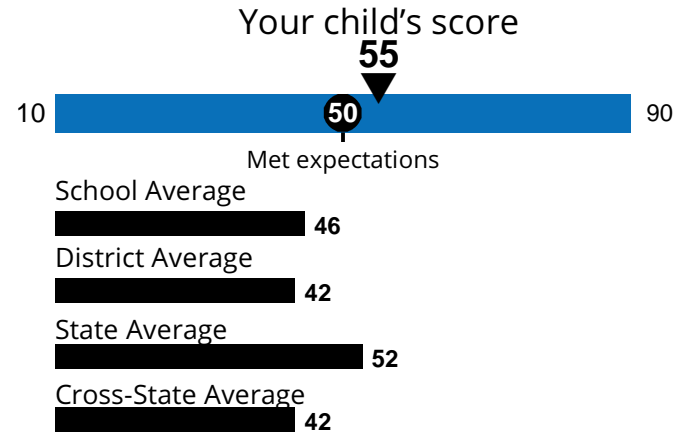 Your child’s score
55
10
50
90
Met expectations
School Average
46
District Average
42
State Average
52
Cross-State Average
42